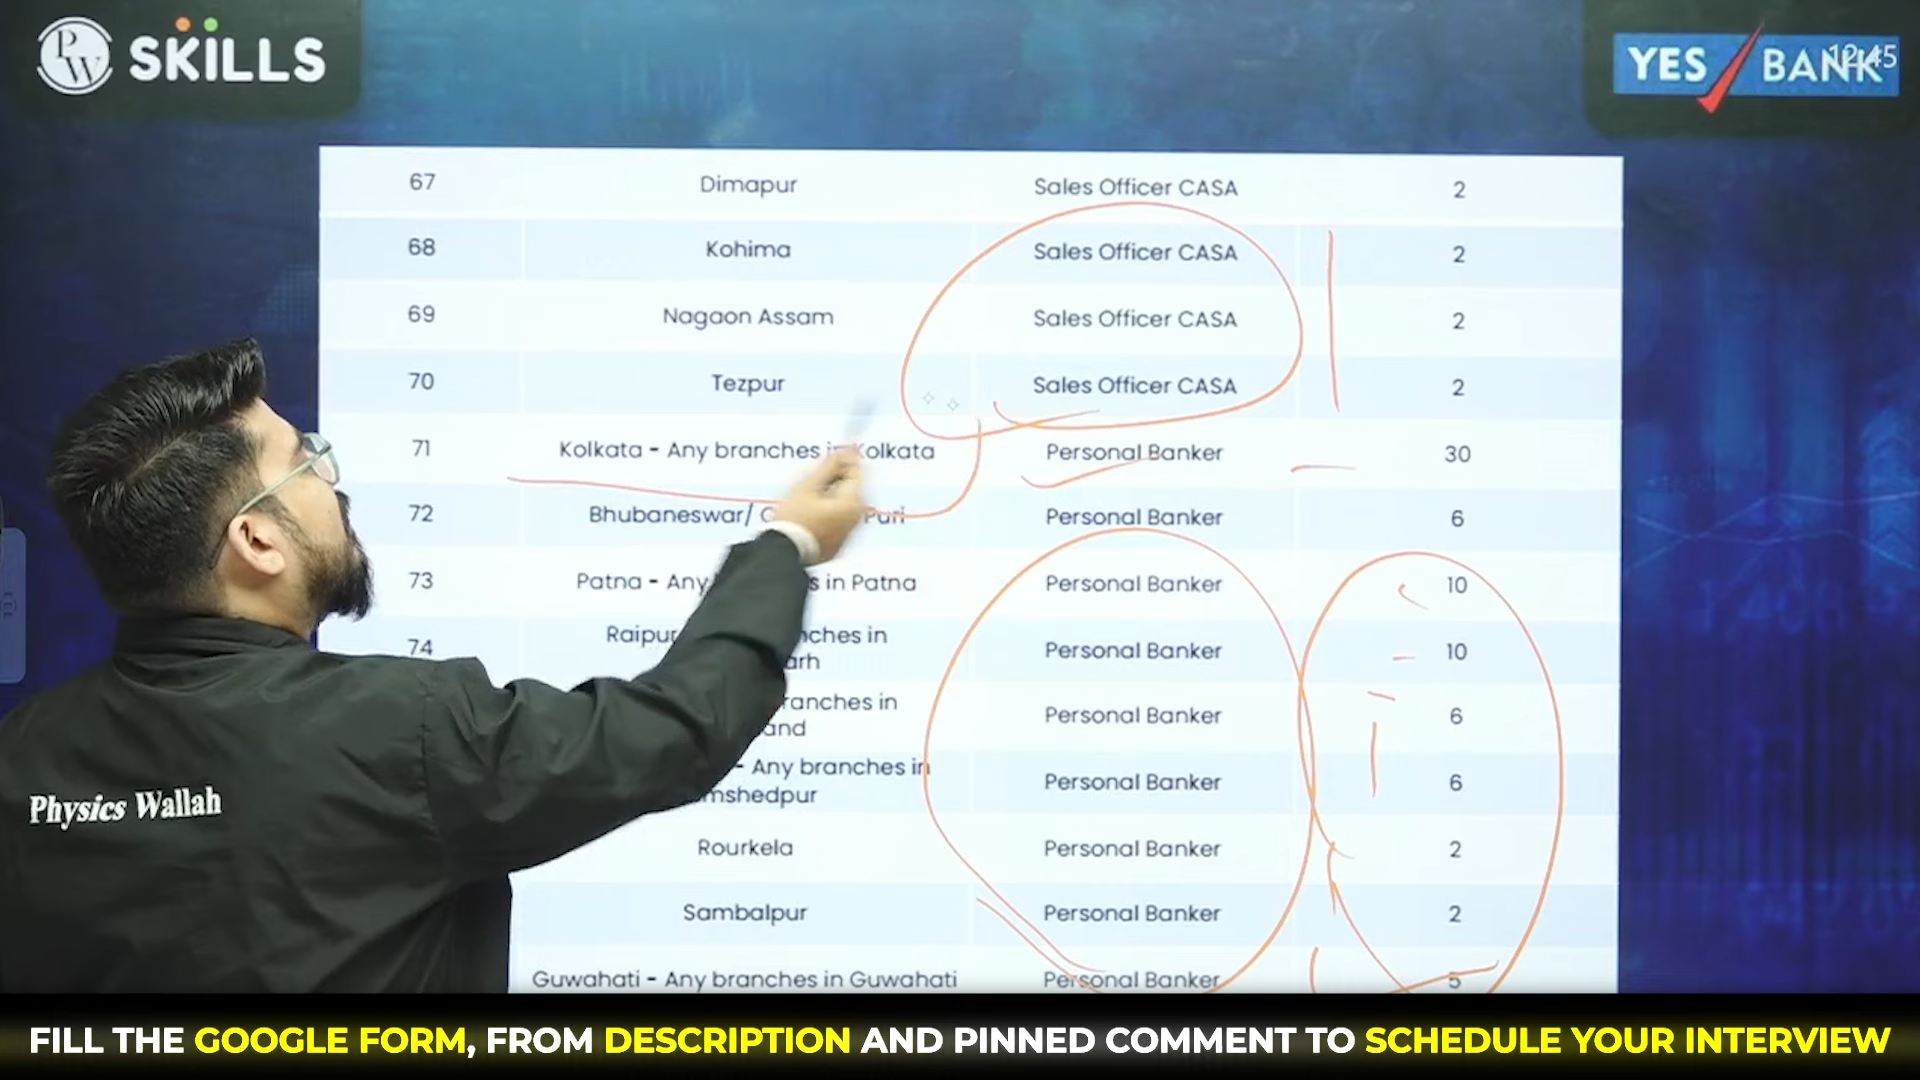 PW SKILLS
YES BANK
12:45
67 Dimapur Sales Officer CASA 2
68 Kohima Sales Officer CASA 2
69 Nagaon Assam Sales Officer CASA 2
70 Tezpur Sales Officer CASA 2
71 Kolkata - Any branches in Kolkata Personal Banker 30
72 Bhubaneswar/ Puri Personal Banker 6
73 Patna - Any in Patna Personal Banker 10
74 Raipur in Personal Banker 10
in Personal Banker 6
- Any branches in Personal Banker 6
Rourkela Personal Banker 2
Sambalpur Personal Banker 2
Guwahati - Any branches in Guwahati Personal Banker 5
Physics Wallah
FILL THE GOOGLE FORM, FROM DESCRIPTION AND PINNED COMMENT TO SCHEDULE YOUR INTERVIEW